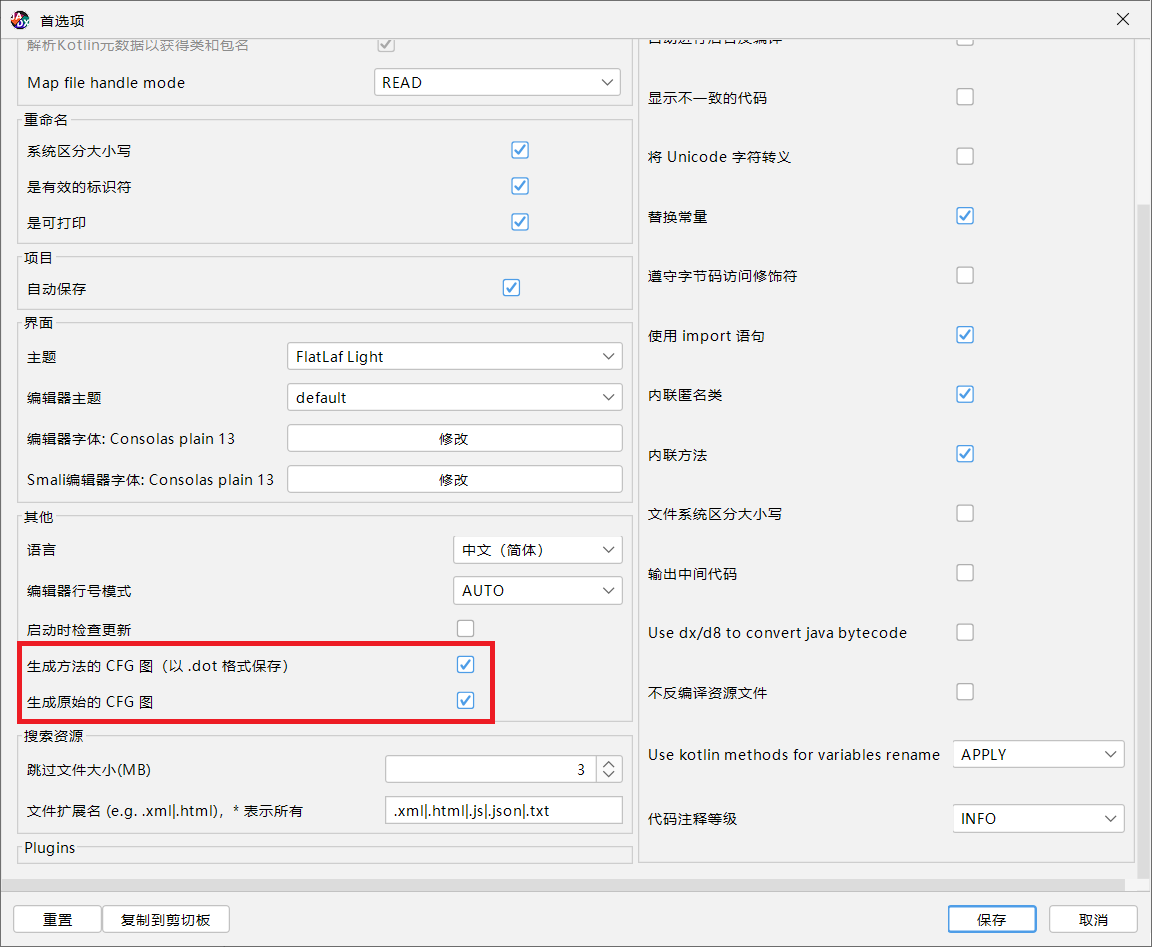 首选项
解析Kotlin元数据以获得类和包名
Map file handle mode
READ
重命名
系统区分大小写
是有效的标识符
是可打印
项目
自动保存
界面
主题
FlatLaf Light
编辑器主题
default
编辑器字体: Consolas plain 13
修改
Smali编辑器字体: Consolas plain 13
修改
其他
语言
中文（简体）
编辑器行号模式
AUTO
启动时检查更新
生成方法的 CFG 图（以 .dot 格式保存）
生成原始的 CFG 图
搜索资源
跳过文件大小(MB)
3
文件扩展名 (e.g. .xml|.html)，* 表示所有
.xml|.html|.js|.json|.txt
Plugins
自动进行后台反编译
显示不一致的代码
将 Unicode 字符转义
替换常量
遵守字节码访问修饰符
使用 import 语句
内联匿名类
内联方法
文件系统区分大小写
输出中间代码
Use dx/d8 to convert java bytecode
不反编译资源文件
Use kotlin methods for variables rename
APPLY
代码注释等级
INFO
重置
复制到剪切板
保存
取消